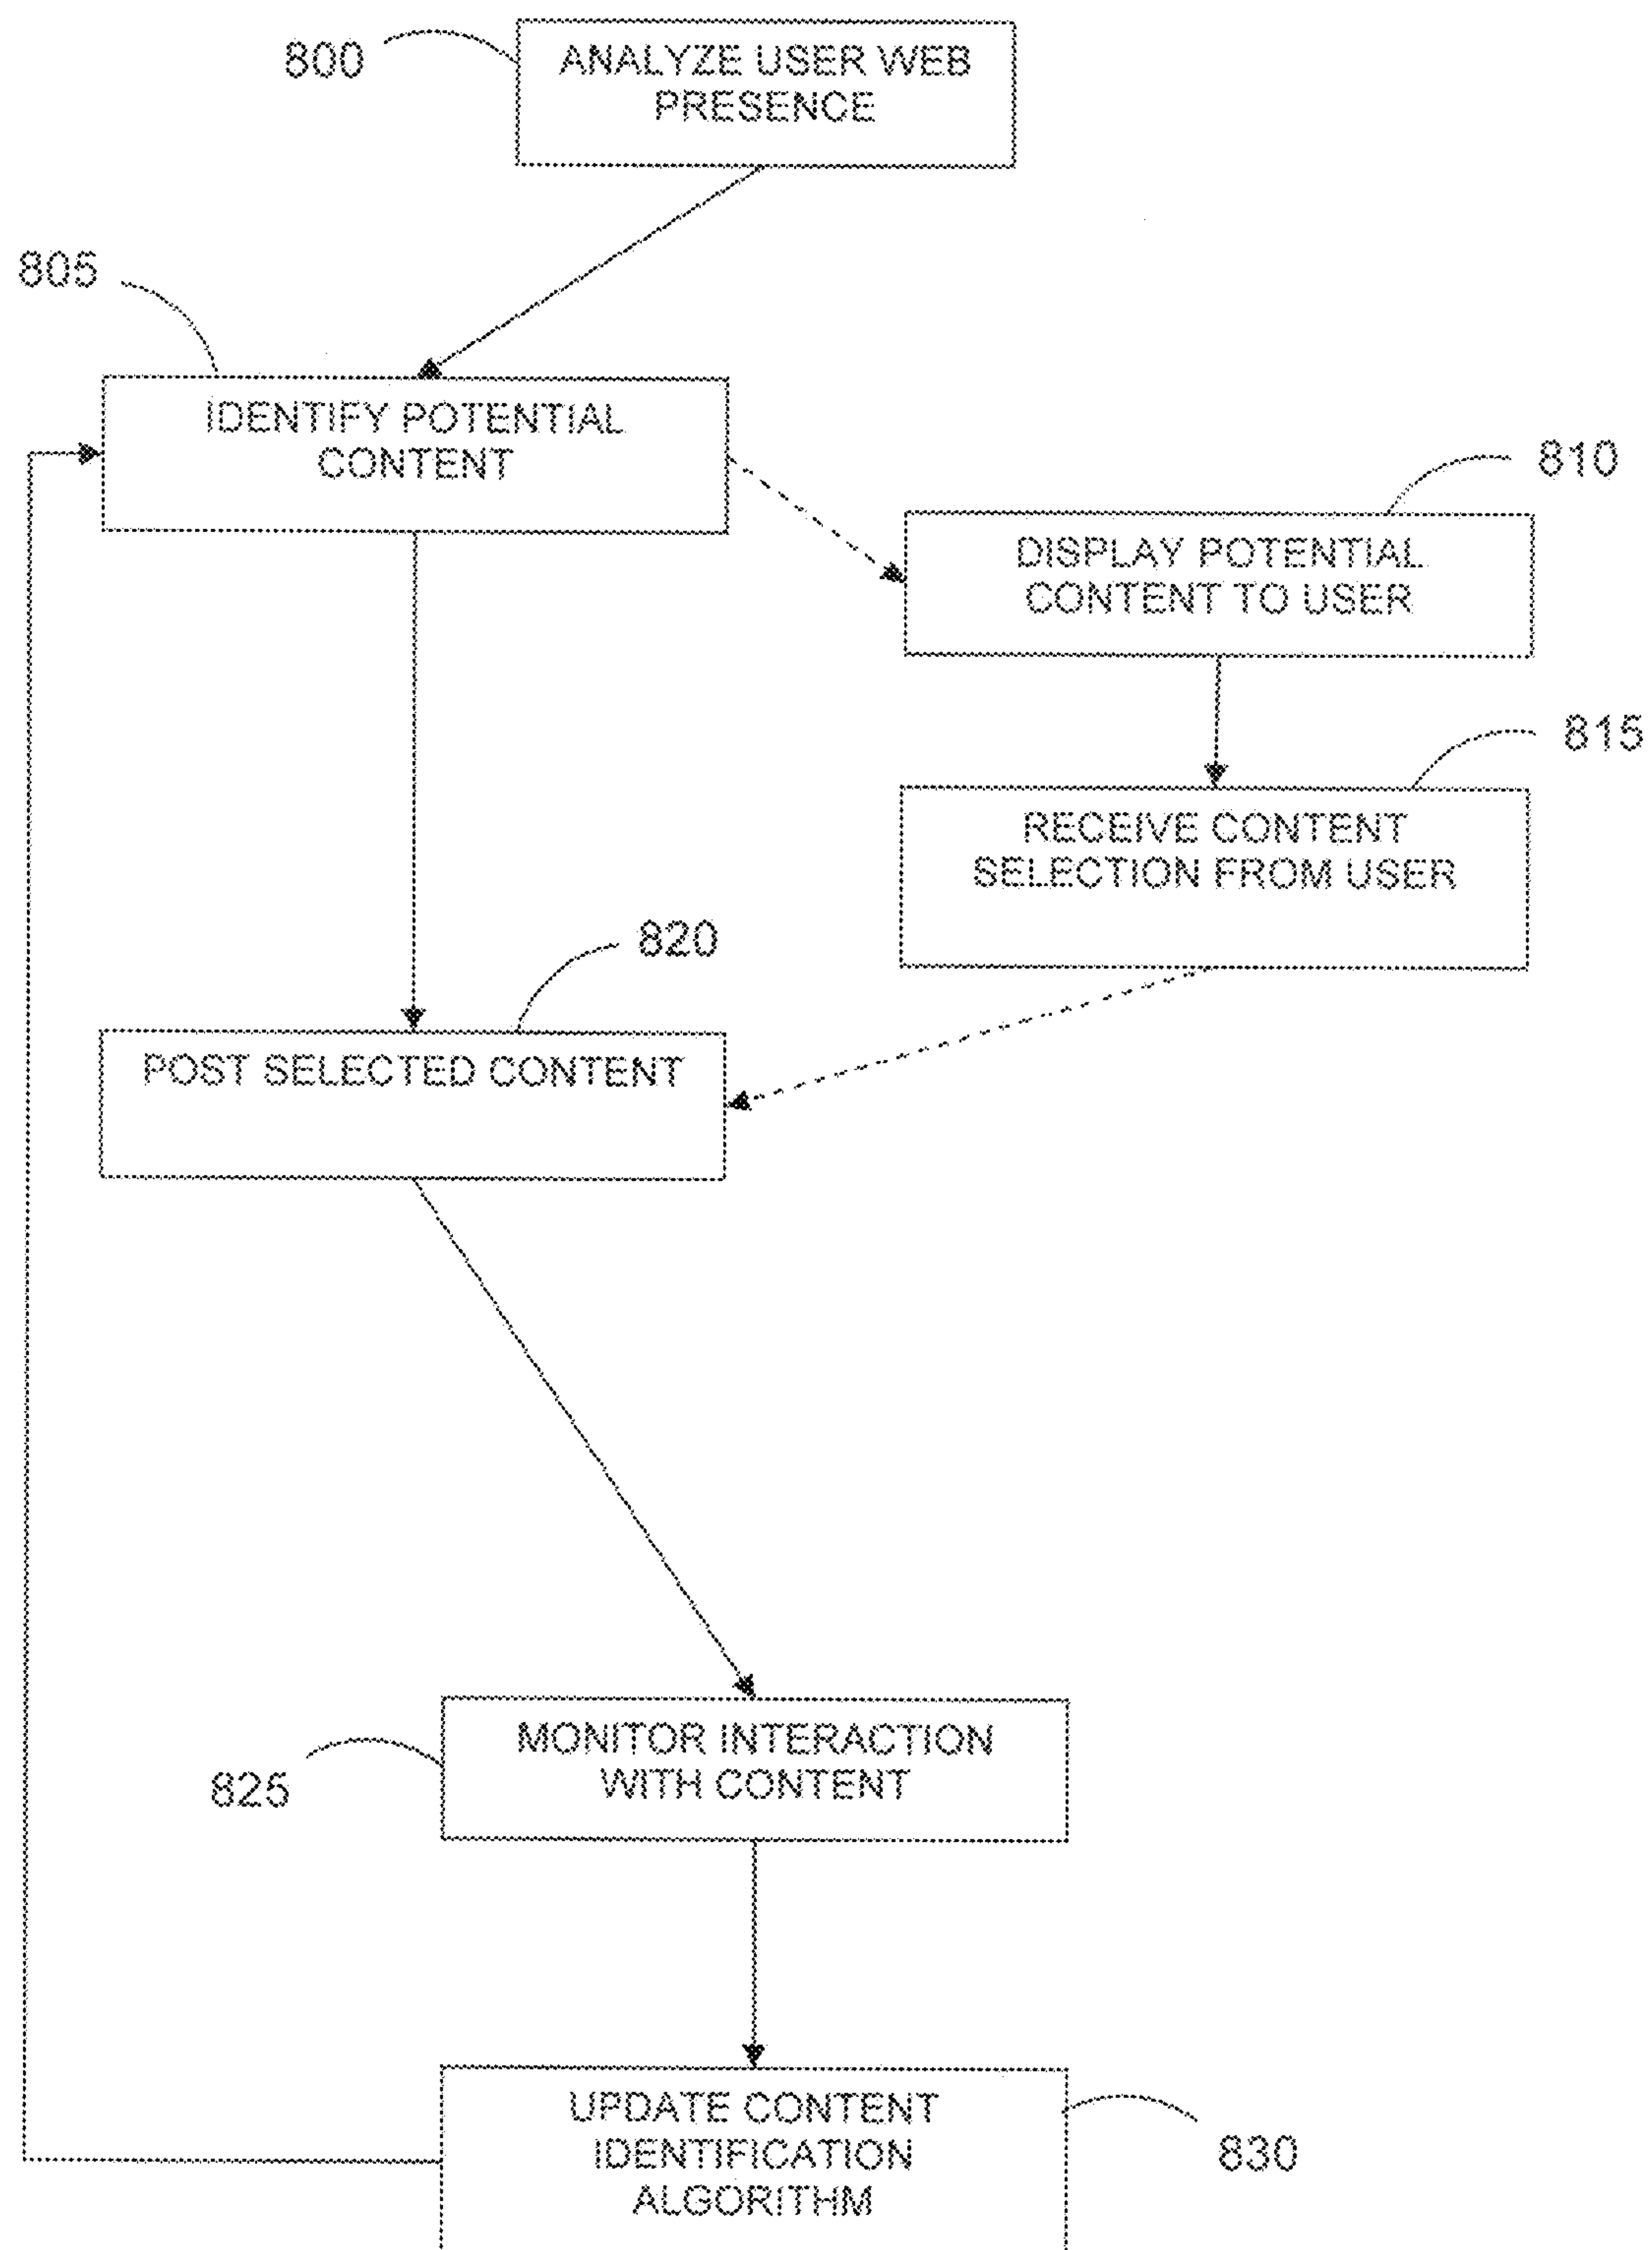 800
ANALYZE USER WEB
PRESENCE
805
IDENTIFY POTENTIAL
CONTENT
810
DISPLAY POTENTIAL
CONTENT TO USER
815
RECEIVE CONTENT
SELECTION FROM USER
820
POST SELECTED CONTENT
825
MONITOR INTERACTION
WITH CONTENT
830
UPDATE CONTENT
IDENTIFICATION
ALGORITHM